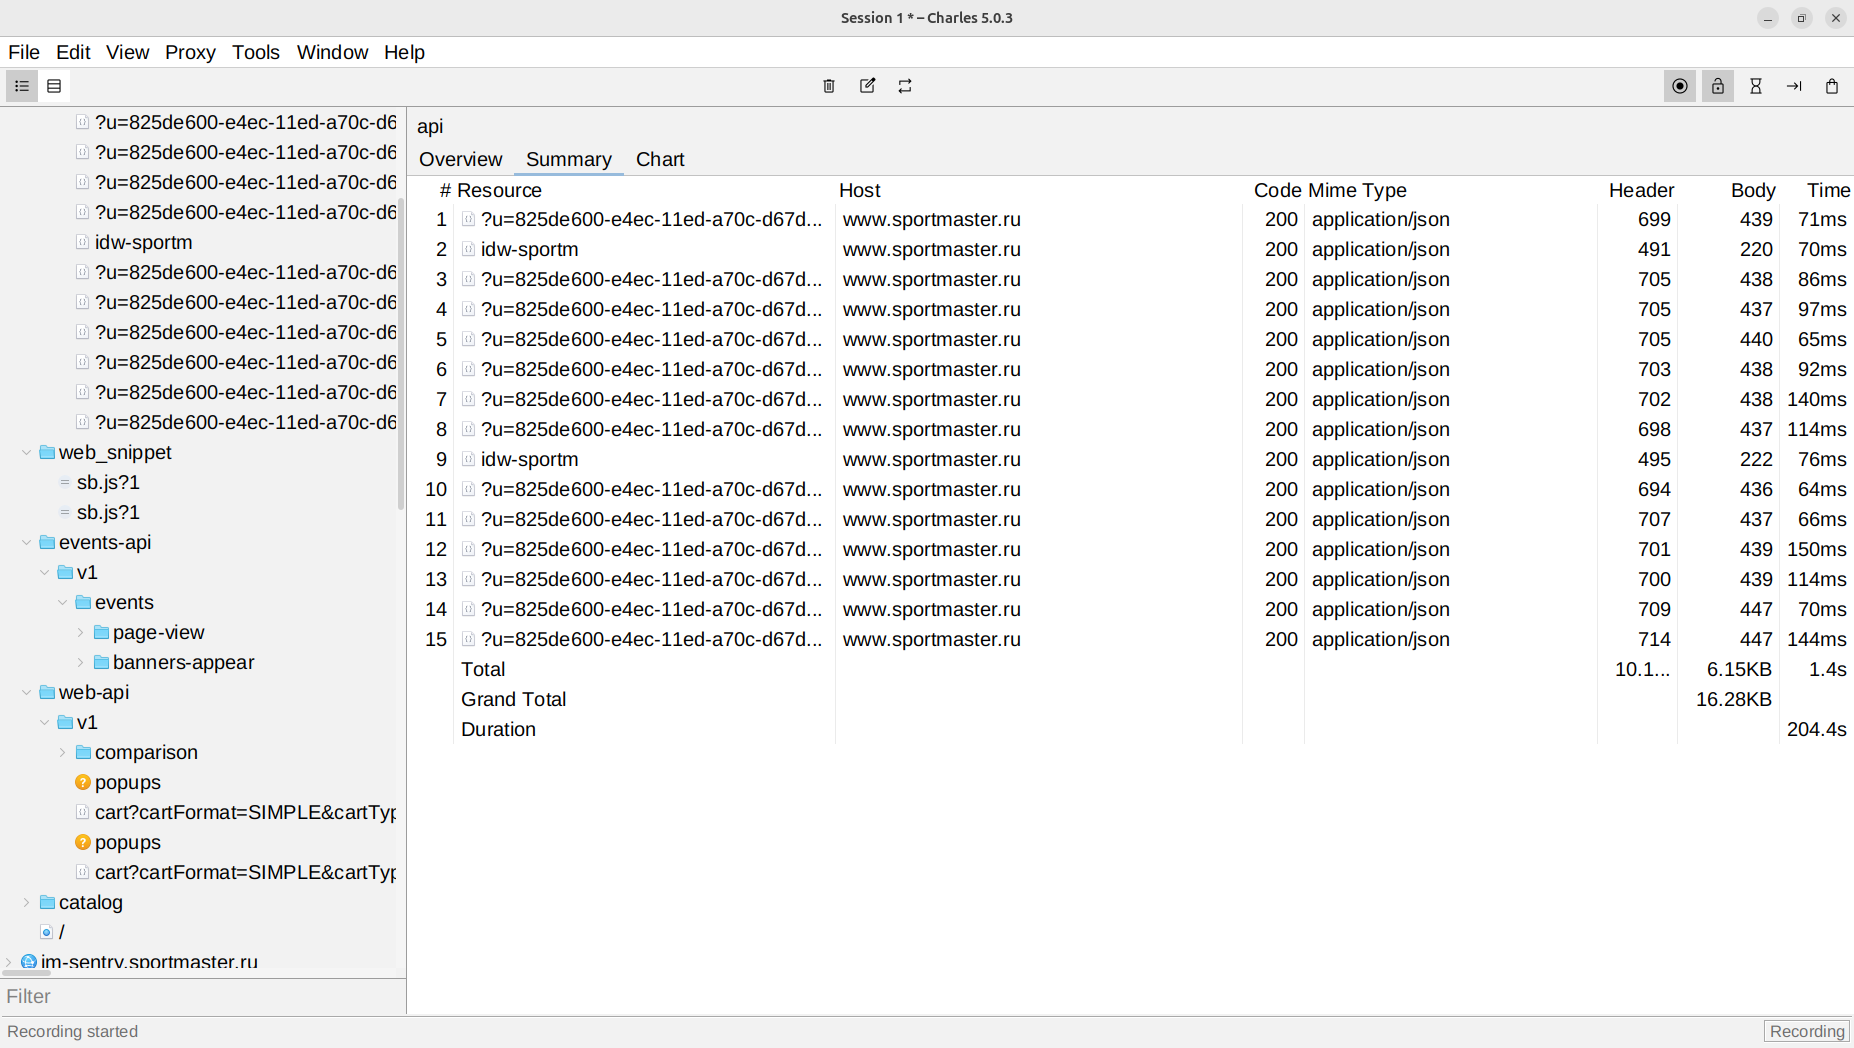 Session 1 * – Charles 5.0.3
File Edit View Proxy Tools Window Help
?u=825de600-e4ec-11ed-a70c-d6
?u=825de600-e4ec-11ed-a70c-d6
?u=825de600-e4ec-11ed-a70c-d6
?u=825de600-e4ec-11ed-a70c-d6
idw-sportm
?u=825de600-e4ec-11ed-a70c-d6
?u=825de600-e4ec-11ed-a70c-d6
?u=825de600-e4ec-11ed-a70c-d6
?u=825de600-e4ec-11ed-a70c-d6
?u=825de600-e4ec-11ed-a70c-d6
?u=825de600-e4ec-11ed-a70c-d6
web_snippet
sb.js?1
sb.js?1
events-api
v1
events
page-view
banners-appear
web-api
v1
comparison
popups
cart?cartFormat=SIMPLE&cartTyp
popups
cart?cartFormat=SIMPLE&cartTyp
catalog
/
im-sentry.sportmaster.ru
Filter
api
Overview Summary Chart
# Resource Host Code Mime Type Header Body Time
1 ?u=825de600-e4ec-11ed-a70c-d67d... www.sportmaster.ru 200 application/json 699 439 71ms
2 idw-sportm www.sportmaster.ru 200 application/json 491 220 70ms
3 ?u=825de600-e4ec-11ed-a70c-d67d... www.sportmaster.ru 200 application/json 705 438 86ms
4 ?u=825de600-e4ec-11ed-a70c-d67d... www.sportmaster.ru 200 application/json 705 437 97ms
5 ?u=825de600-e4ec-11ed-a70c-d67d... www.sportmaster.ru 200 application/json 705 440 65ms
6 ?u=825de600-e4ec-11ed-a70c-d67d... www.sportmaster.ru 200 application/json 703 438 92ms
7 ?u=825de600-e4ec-11ed-a70c-d67d... www.sportmaster.ru 200 application/json 702 438 140ms
8 ?u=825de600-e4ec-11ed-a70c-d67d... www.sportmaster.ru 200 application/json 698 437 114ms
9 idw-sportm www.sportmaster.ru 200 application/json 495 222 76ms
10 ?u=825de600-e4ec-11ed-a70c-d67d... www.sportmaster.ru 200 application/json 694 436 64ms
11 ?u=825de600-e4ec-11ed-a70c-d67d... www.sportmaster.ru 200 application/json 707 437 66ms
12 ?u=825de600-e4ec-11ed-a70c-d67d... www.sportmaster.ru 200 application/json 701 439 150ms
13 ?u=825de600-e4ec-11ed-a70c-d67d... www.sportmaster.ru 200 application/json 700 439 114ms
14 ?u=825de600-e4ec-11ed-a70c-d67d... www.sportmaster.ru 200 application/json 709 447 70ms
15 ?u=825de600-e4ec-11ed-a70c-d67d... www.sportmaster.ru 200 application/json 714 447 144ms
Total 10.1... 6.15KB 1.4s
Grand Total 16.28KB
Duration 204.4s
Recording started
Recording